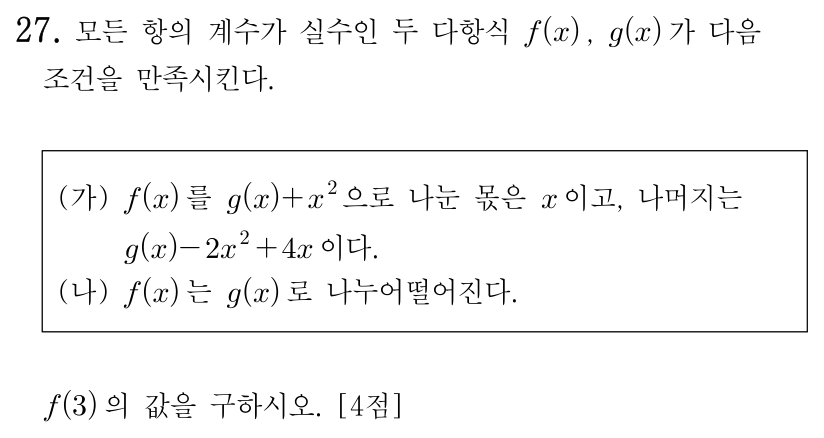 27. 모든 항의 계수가 실수인 두 다항식 f(x), g(x)가 다음
조건을 만족시킨다.
(가) f(x)를 g(x)+x²으로 나눈 몫은 x이고, 나머지는
g(x)-2x²+4x이다.
(나) f(x)는 g(x)로 나누어떨어진다.
f(3)의 값을 구하시오. [4점]